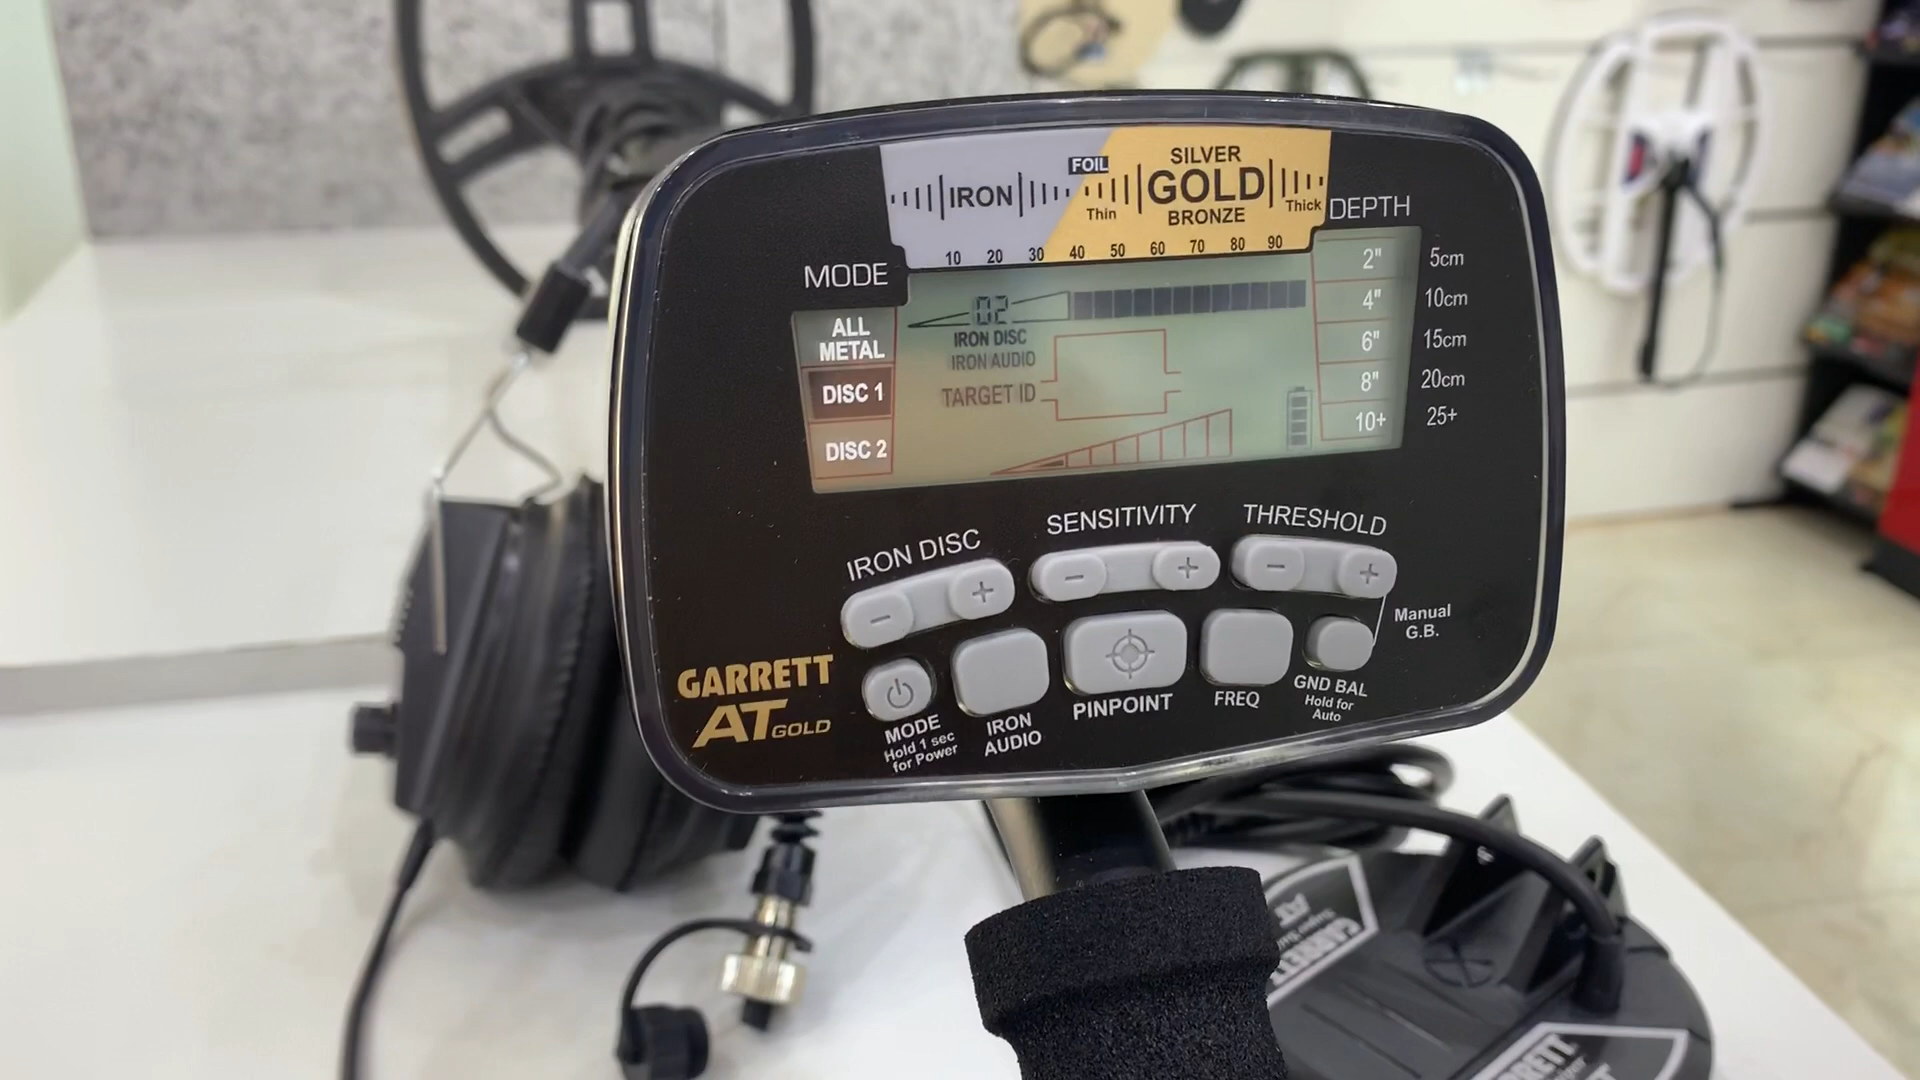 FOIL
SILVER
IRON
GOLD
Thin
BRONZE
Thick
DEPTH
10 20 30 40 50 60 70 80 90
MODE
2" 5cm
02
4" 10cm
ALL
METAL
IRON DISC
6" 15cm
IRON AUDIO
DISC 1
TARGET ID
8" 20cm
DISC 2
10+ 25+
IRON DISC
SENSITIVITY
THRESHOLD
- +
- +
- +
Manual
G.B.
GARRETT
AT GOLD
MODE
Hold 1 sec
for Power
IRON
AUDIO
PINPOINT
FREQ
GND BAL
Hold for
Auto
GARRETT
AT